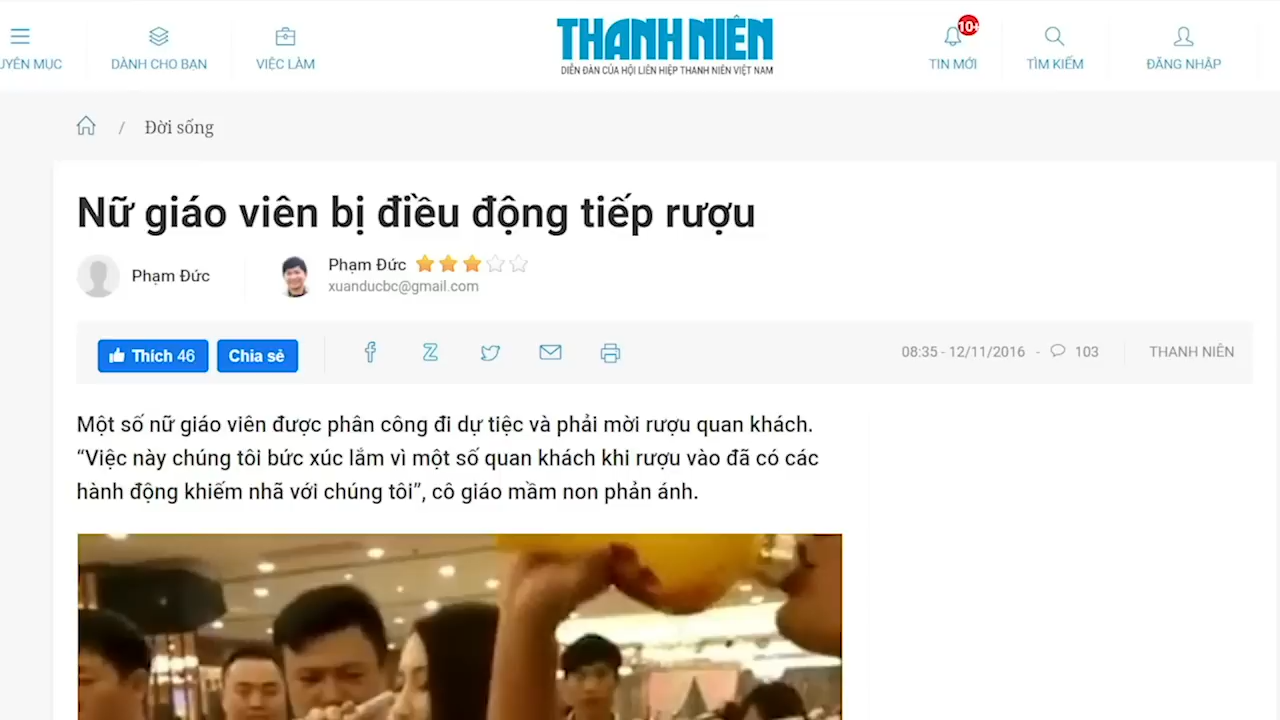 THANH NIÊN
DIỄN ĐÀN CỦA HỘI LIÊN HIỆP THANH NIÊN VIỆT NAM
UYÊN MỤC
DÀNH CHO BẠN
VIỆC LÀM
10+
TIN MỚI
TÌM KIẾM
ĐĂNG NHẬP
/ Đời sống
Nữ giáo viên bị điều động tiếp rượu
Phạm Đức
Phạm Đức
xuanducbc@gmail.com
Thích 46
Chia sẻ
08:35 - 12/11/2016 - 103
THANH NIÊN
Một số nữ giáo viên được phân công đi dự tiệc và phải mời rượu quan khách.
“Việc này chúng tôi bức xúc lắm vì một số quan khách khi rượu vào đã có các
hành động khiếm nhã với chúng tôi”, cô giáo mầm non phản ánh.